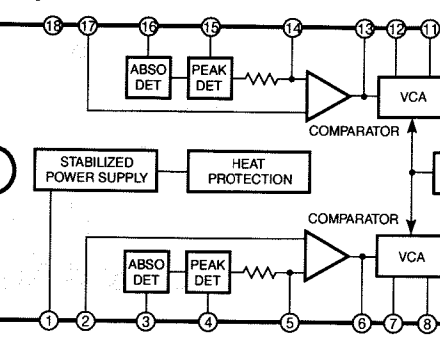 18 17 16 15 14 13 12 11
ABSO
DET
PEAK
DET
VCA
COMPARATOR
STABILIZED
POWER SUPPLY
HEAT
PROTECTION
COMPARATOR
ABSO
DET
PEAK
DET
VCA
1 2 3 4 5 6 7 8